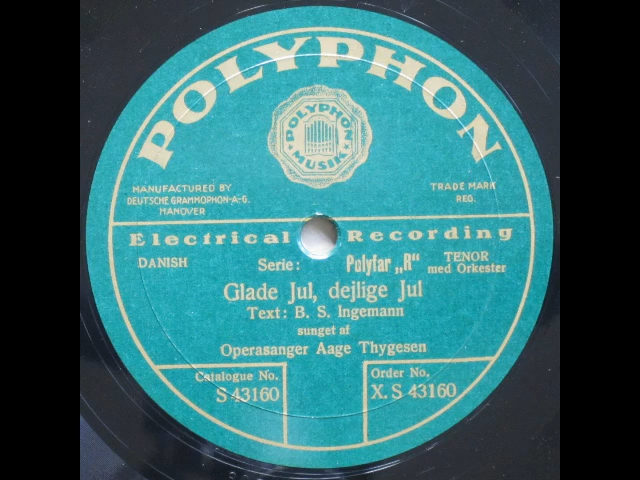 POLYPHON
POLYPHON
MUSIK
MANUFACTURED BY
DEUTSCHE GRAMMOPHON-A-G.
HANOVER
TRADE MARK
REG.
Electrical Recording
DANISH
Serie: Polyfar „R“
TENOR
med Orkester
Glade Jul, dejlige Jul
Text: B. S. Ingemann
sunget af
Operasanger Aage Thygesen
Catalogue No.
S 43160
Order No.
X. S 43160